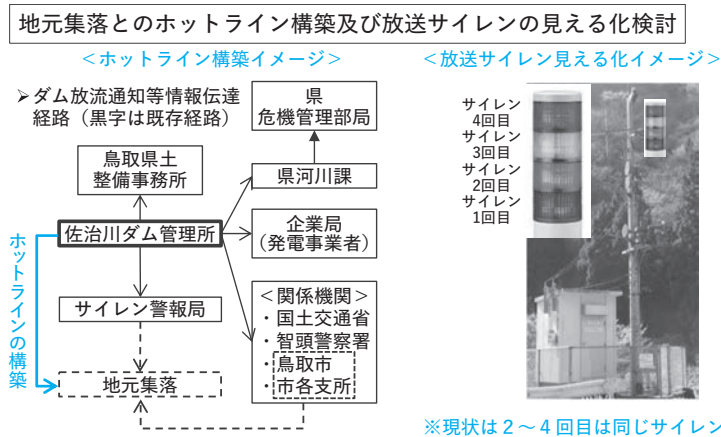 地元集落とのホットライン構築及び放送サイレンの見える化検討
＜ホットライン構築イメージ＞
➢ダム放流通知等情報伝達
経路（黒字は既存経路）
県
危機管理部局
鳥取県土
整備事務所
県河川課
佐治川ダム管理所
企業局
（発電事業者）
ホットラインの構築
サイレン警報局
＜関係機関＞
・国土交通省
・智頭警察署
・鳥取市
・市各支所
地元集落
＜放送サイレン見える化イメージ＞
サイレン
4回目
サイレン
3回目
サイレン
2回目
サイレン
1回目
※現状は２～４回目は同じサイレン